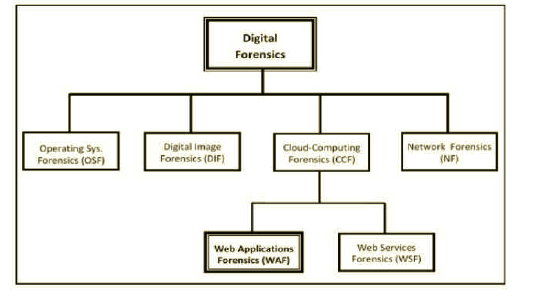 Digital
Forensics
Operating Sys.
Forensics (OSF)
Digital Image
Forensics (DIF)
Cloud-Computing
Forensics (CCF)
Network Forensics
(NF)
Web Applications
Forensics (WAF)
Web Services
Forensics (WSF)